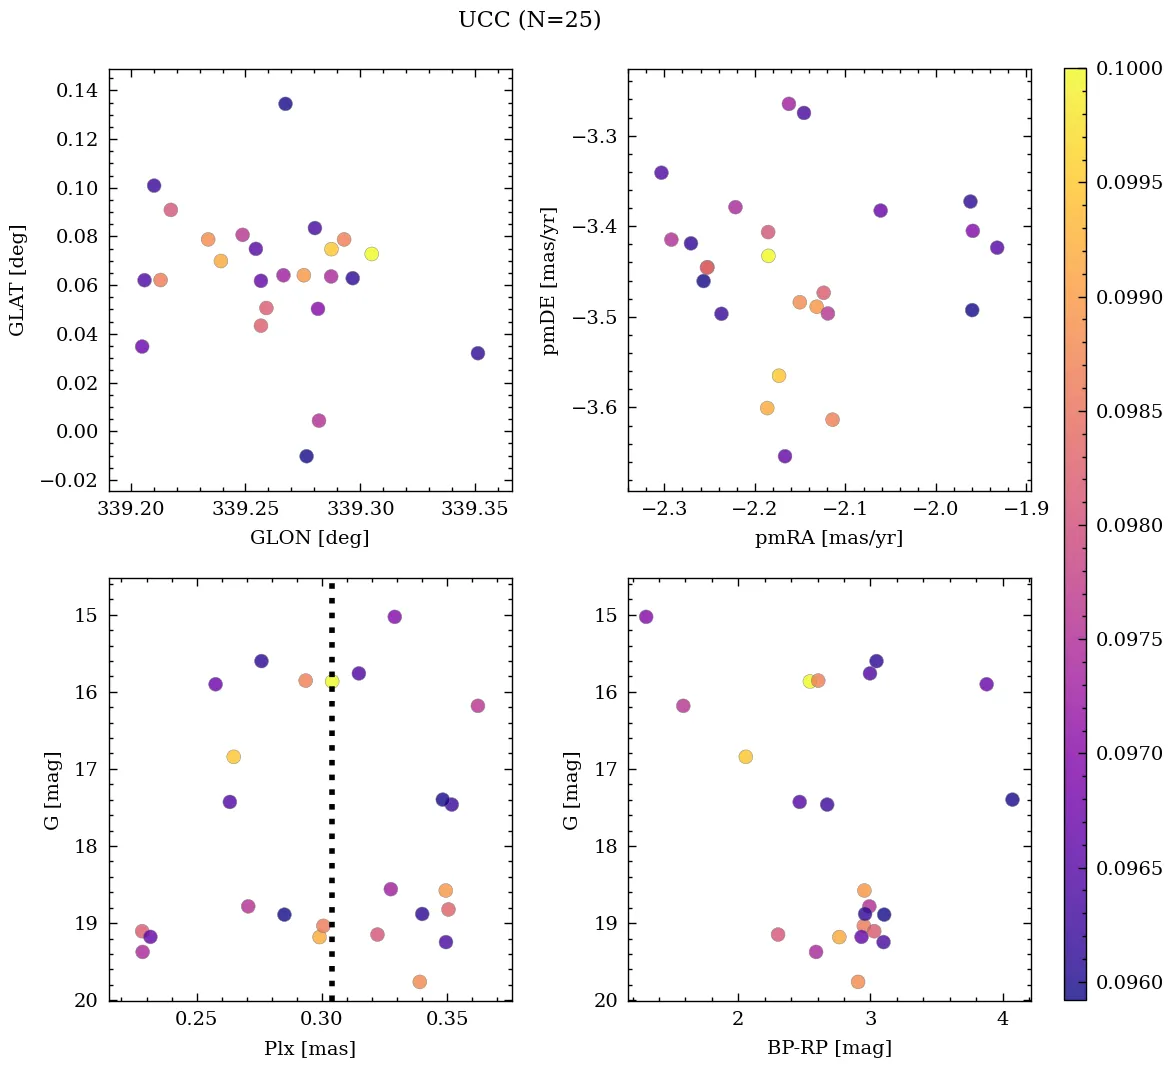 UCC (N=25)
0.14
0.12
0.10
0.08
0.06
0.04
0.02
0.00
−0.02
GLAT [deg]
339.20 339.25 339.30 339.35
GLON [deg]
−3.3
−3.4
−3.5
−3.6
pmDE [mas/yr]
−2.3 −2.2 −2.1 −2.0 −1.9
pmRA [mas/yr]
15
16
17
18
19
20
G [mag]
0.25 0.30 0.35
Plx [mas]
15
16
17
18
19
20
G [mag]
2 3 4
BP-RP [mag]
0.1000
0.0995
0.0990
0.0985
0.0980
0.0975
0.0970
0.0965
0.0960